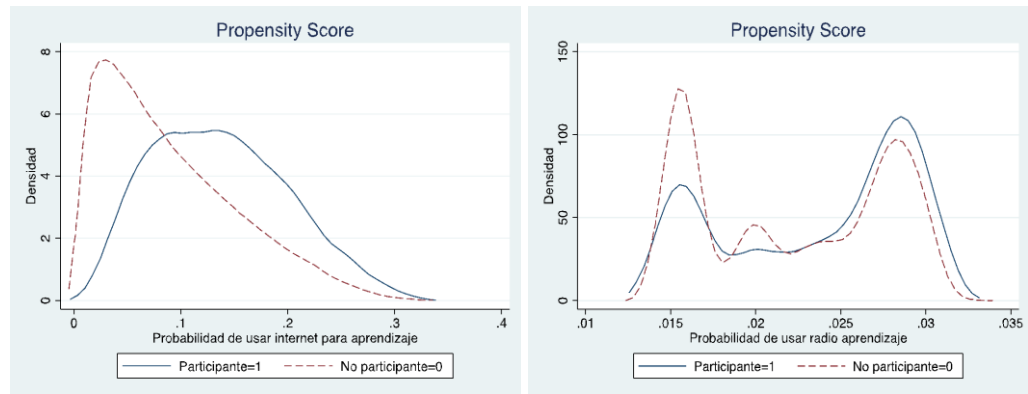 Propensity Score
Densidad
8
6
4
2
0
0 .1 .2 .3 .4
Probabilidad de usar internet para aprendizaje
Participante=1 No participante=0
Propensity Score
Densidad
150
100
50
0
.01 .015 .02 .025 .03 .035
Probabilidad de usar radio aprendizaje
Participante=1 No participante=0